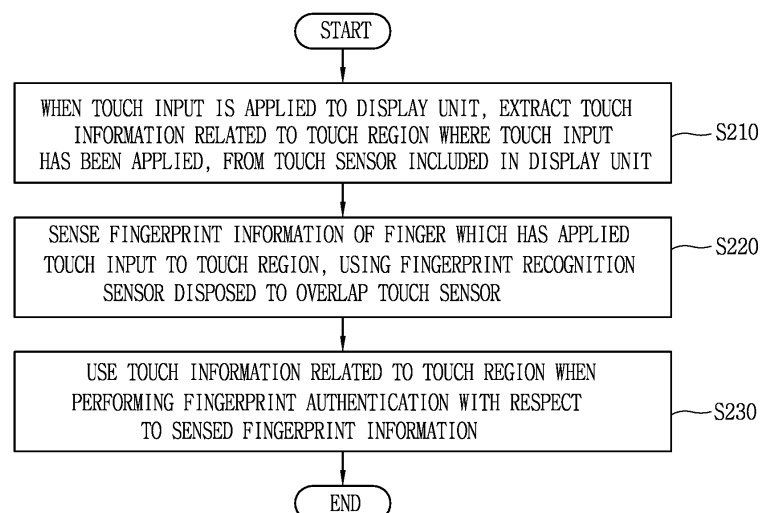 START
WHEN TOUCH INPUT IS APPLIED TO DISPLAY UNIT, EXTRACT TOUCH
INFORMATION RELATED TO TOUCH REGION WHERE TOUCH INPUT
HAS BEEN APPLIED, FROM TOUCH SENSOR INCLUDED IN DISPLAY UNIT
S210
SENSE FINGERPRINT INFORMATION OF FINGER WHICH HAS APPLIED
TOUCH INPUT TO TOUCH REGION, USING FINGERPRINT RECOGNITION
SENSOR DISPOSED TO OVERLAP TOUCH SENSOR
S220
USE TOUCH INFORMATION RELATED TO TOUCH REGION WHEN
PERFORMING FINGERPRINT AUTHENTICATION WITH RESPECT
TO SENSED FINGERPRINT INFORMATION
S230
END